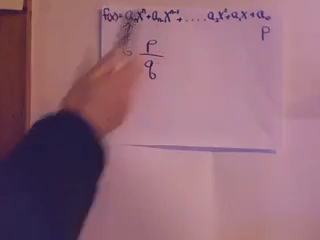 f(x)=aₙxⁿ+aₙ₋₁xⁿ⁻¹+....a₂x²+a₁x+a₀
p
p
q